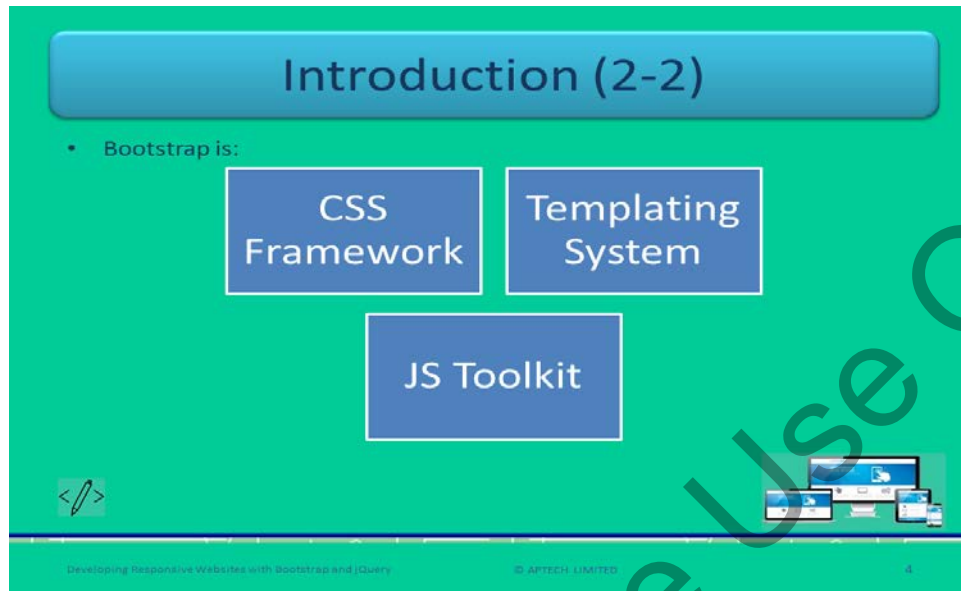 Introduction (2-2)
• Bootstrap is:
CSS
Framework
Templating
System
JS Toolkit
</>
Use
Developing Responsive Websites with Bootstrap and jQuery
© APTECH LIMITED
4